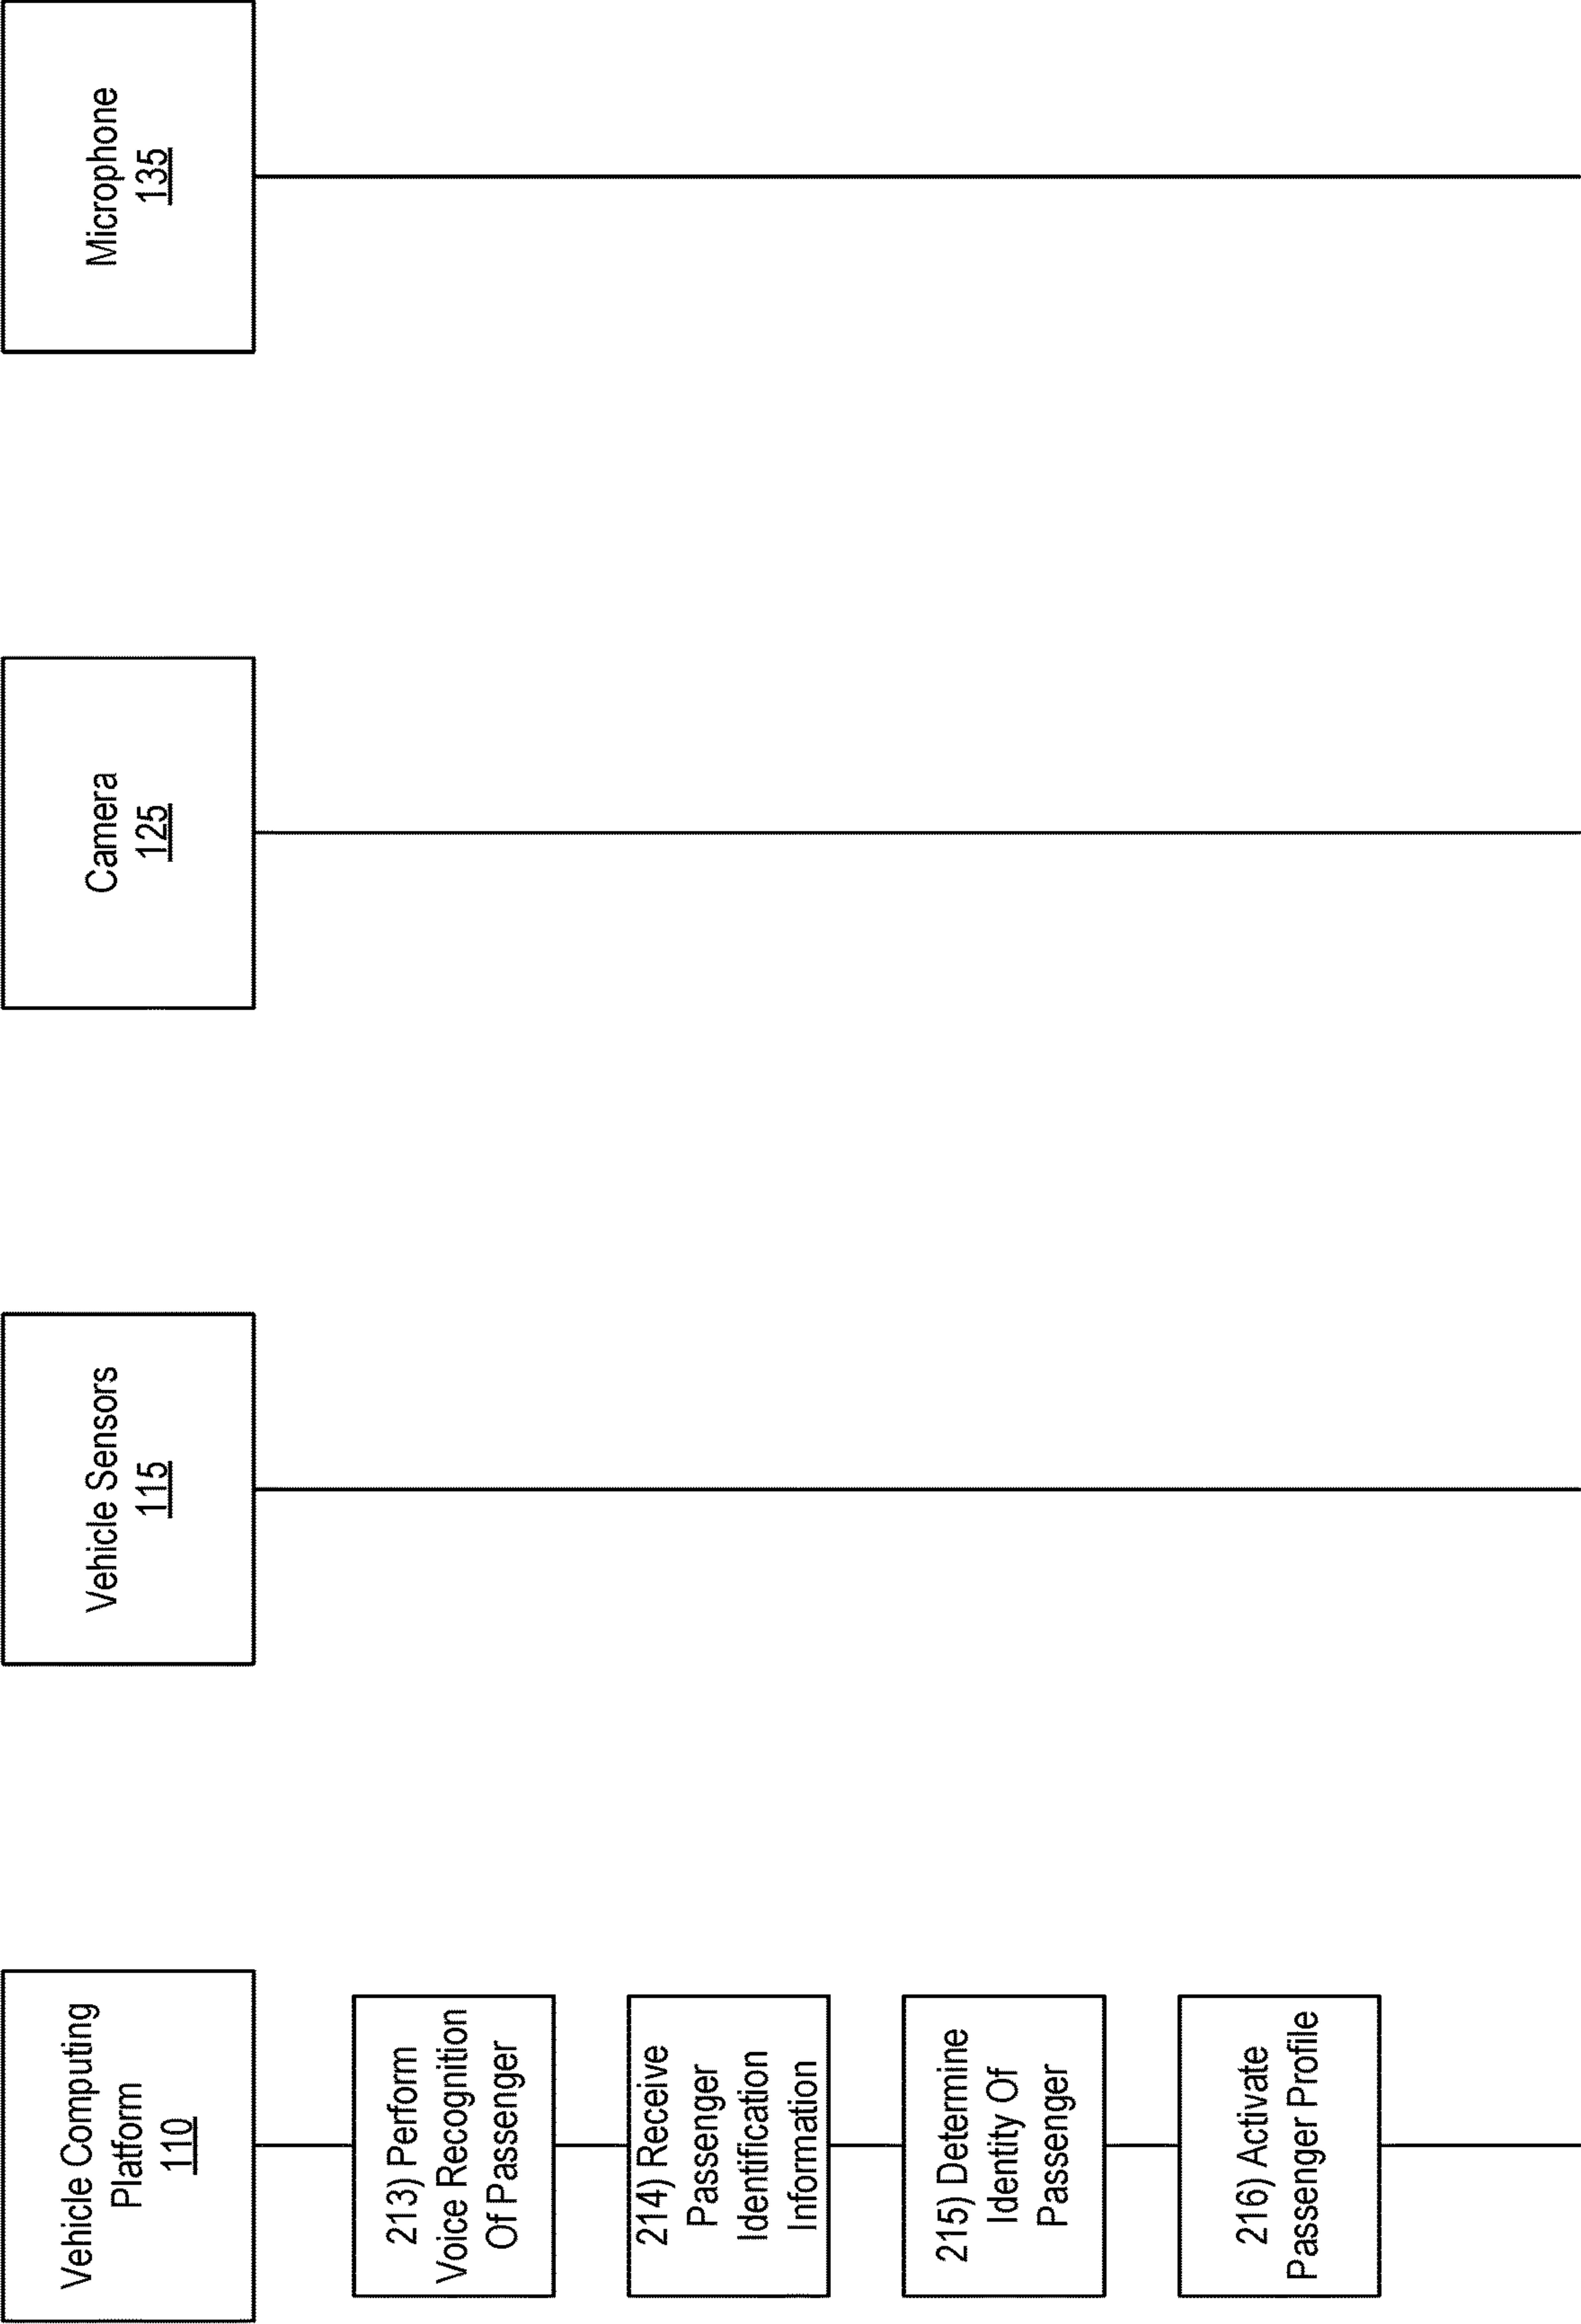 Vehicle Computing
Platform
110
Vehicle Sensors
115
Camera
125
Microphone
135
213) Perform
Voice Recognition
Of Passenger
214) Receive
Passenger
Identification
Information
215) Determine
Identity Of
Passenger
216) Activate
Passenger Profile